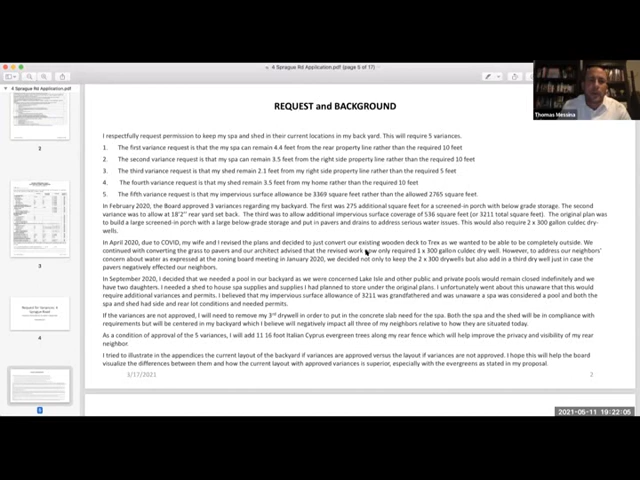 4 Sprague Rd Application.pdf (page 5 of 17)
4 Sprague Rd Application.pdf
Thomas Messina
2
3
5
REQUEST and BACKGROUND
I respectfully request permission to keep my spa and shed in their current locations in my back yard. This will require 5 variances.
1. The first variance request is that the my spa can remain 4.4 feet from the rear property line rather than the required 10 feet
2. The second variance request is that my spa can remain 3.5 feet from the right side property line rather than the required 10 feet
3. The third variance request is that my shed remain 2.1 feet from my right side property line rather than the required 5 feet
4. The fourth variance request is that my shed remain 3.5 feet from my home rather than the required 10 feet
5. The fifth variance request is that my impervious surface allowance be 3369 square feet rather than the allowed 2765 square feet.
In February 2020, the Board approved 3 variances regarding my backyard. The first was 275 additional square feet for a screened-in porch with below grade storage. The second
variance was to allow at 18'2" rear yard set back. The third was to allow additional impervious surface coverage of 536 square feet (or 3211 total square feet). The original plan was
to build a large screened-in porch with a large below-grade storage and put in pavers and drains to address serious water issues. This would also require 2 x 300 gallon culdec dry-
wells.
In April 2020, due to COVID, my wife and I revised the plans and decided to just convert our existing wooden deck to Trex as we wanted to be able to be completely outside. We
continued with converting the grass to pavers and our architect advised that the revised work now only required 1 x 300 gallon culdec dry well. However, to address our neighbors'
concern about water as expressed at the zoning board meeting in January 2020, we decided not only to keep the 2 x 300 drywells but also add in a third dry well just in case the
pavers negatively effected our neighbors.
In September 2020, I decided that we needed a pool in our backyard as we were concerned Lake Isle and other public and private pools would remain closed indefinitely and we
have two daughters. I needed a shed to house spa supplies and supplies I had planned to store under the original plans. I unfortunately went about this unaware that this would
require additional variances and permits. I believed that my impervious surface allowance of 3211 was grandfathered and was unaware a spa was considered a pool and both the
spa and shed had side and rear lot conditions and needed permits.
If the variances are not approved, I will need to remove my 3rd drywell in order to put in the concrete slab need for the spa. Both the spa and the shed will be in compliance with
requirements but will be centered in my backyard which I believe will negatively impact all three of my neighbors relative to how they are situated today.
As a condition of approval of the 5 variances, I will add 11 16 foot Italian Cyprus evergreen trees along my rear fence which will help improve the privacy and visibility of my rear
neighbor.
I tried to illustrate in the appendices the current layout of the backyard if variances are approved versus the layout if variances are not approved. I hope this will help the board
visualize the differences between them and how the current layout with approved variances is superior, especially with the evergreens as stated in my proposal.
3/17/2021
2
2021-05-11 19:22:05